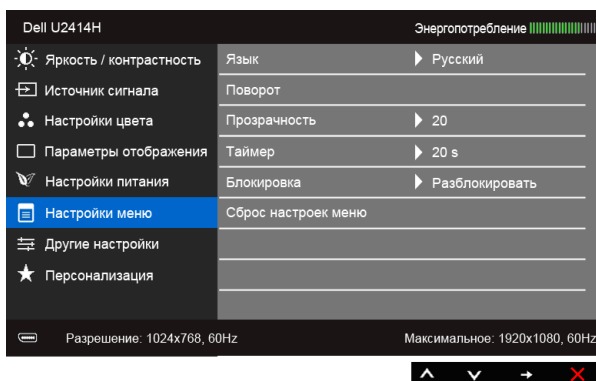 Dell U2414H
Энергопотребление
Яркость / контрастность
Язык
Русский
Источник сигнала
Поворот
Настройки цвета
Прозрачность
20
Параметры отображения
Таймер
20 s
Настройки питания
Блокировка
Разблокировать
Настройки меню
Сброс настроек меню
Другие настройки
Персонализация
Разрешение: 1024x768, 60Hz
Максимальное: 1920x1080, 60Hz